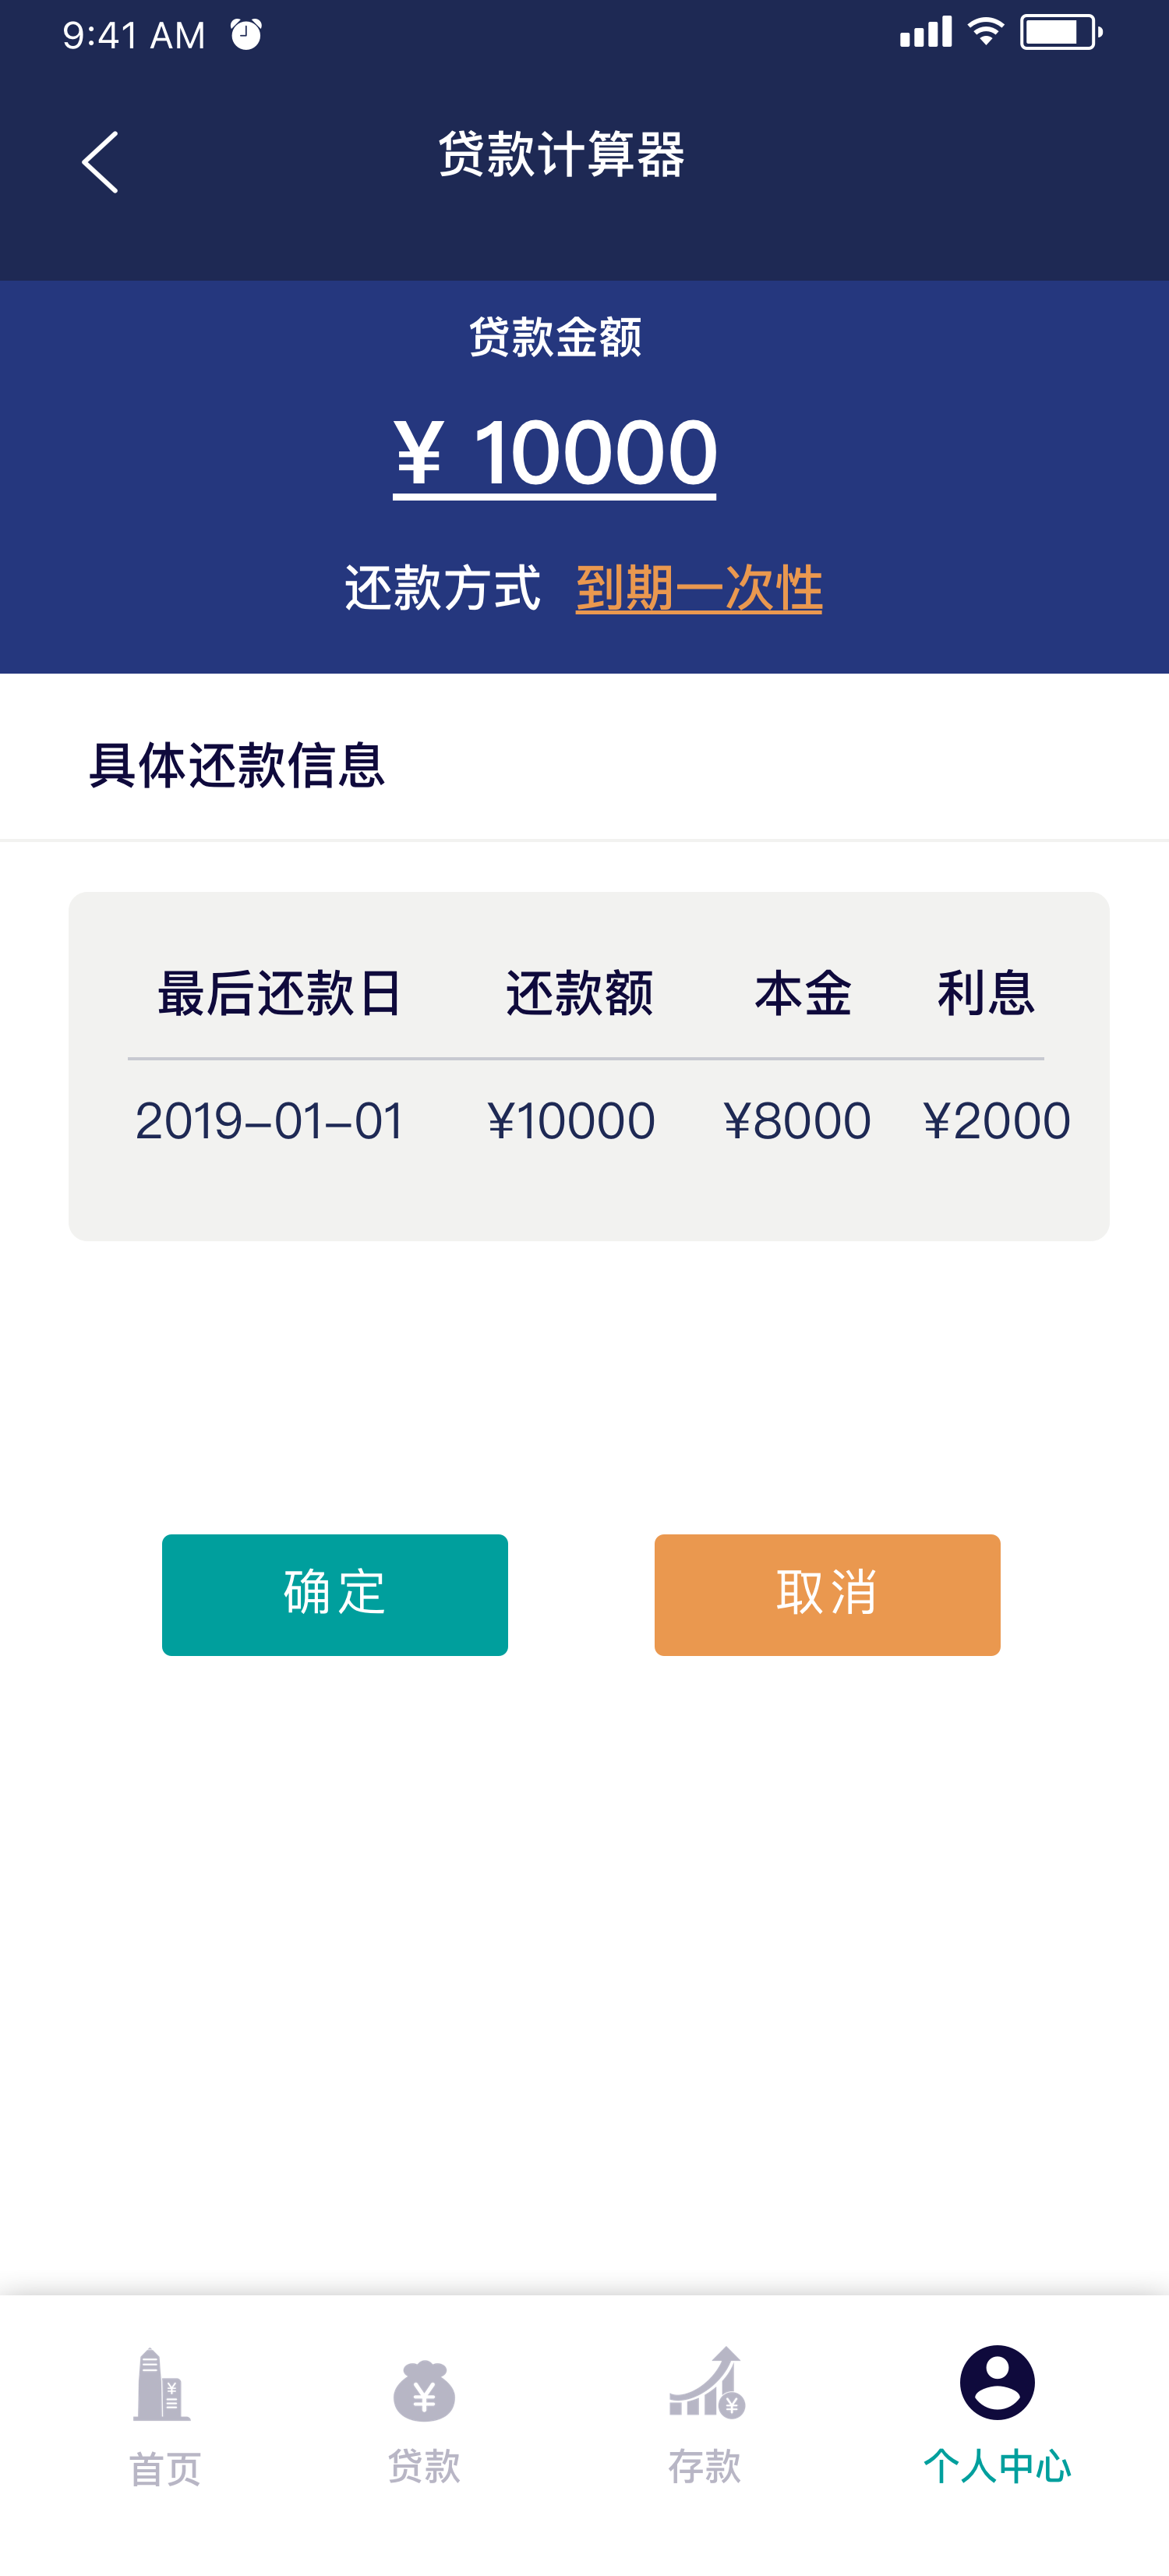 9:41 AM
贷款计算器
贷款金额
¥ 10000
还款方式 到期一次性
具体还款信息
最后还款日 还款额 本金 利息
2019-01-01 ¥10000 ¥8000 ¥2000
确定 取消
首页 贷款 存款 个人中心